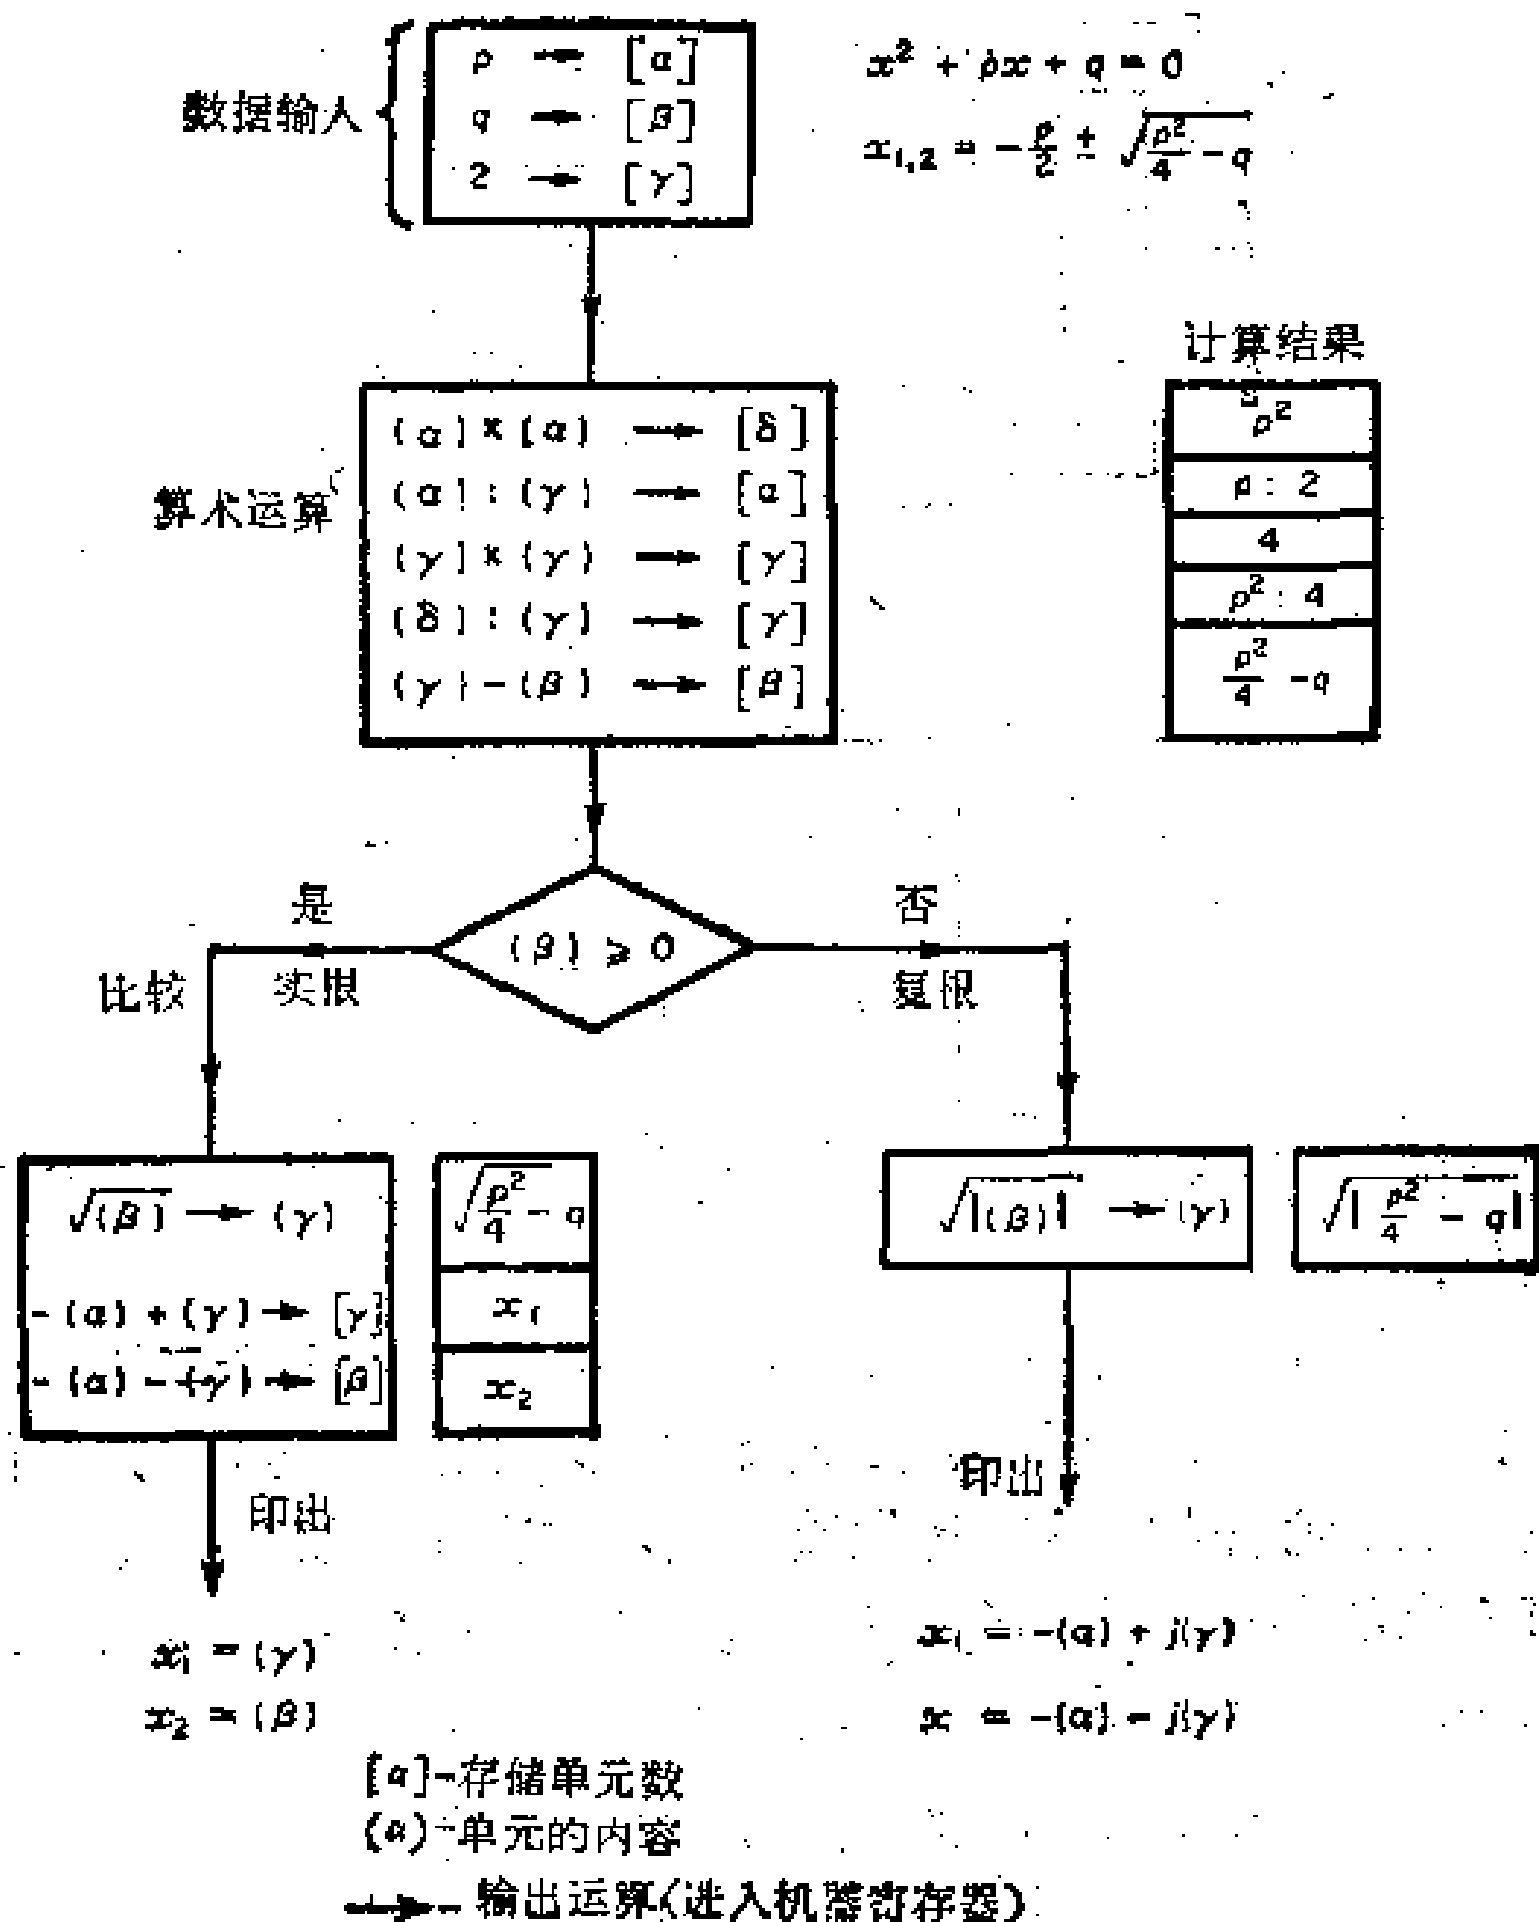 数据输入
p → [α]
q → [β]
2 → [γ]
x² + px + q = 0
x₁,₂ = -p/2 ± √(p²/4 - q)
计算结果
算术运算
(α) × (α) → [δ]
(α) : (γ) → [α]
(γ) × (γ) → [γ]
(δ) : (γ) → [γ]
(γ) - (β) → [β]
p²
p : 2
4
p² : 4
p²/4 - q
(β) ⩾ 0
是
实根
比较
否
复根
√(β) → (γ)
-(α) + (γ) → [γ]
-(α) - (γ) → [β]
√(p²/4 - q)
x₁
x₂
√|(β)| → (γ)
√|p²/4 - q|
印出
印出
x₁ = (γ)
x₂ = (β)
x₁ = -(α) + j(γ)
x = -(α) - j(γ)
[α]-存储单元数
(α)-单元的内容
→- 输出运算(进入机器寄存器)